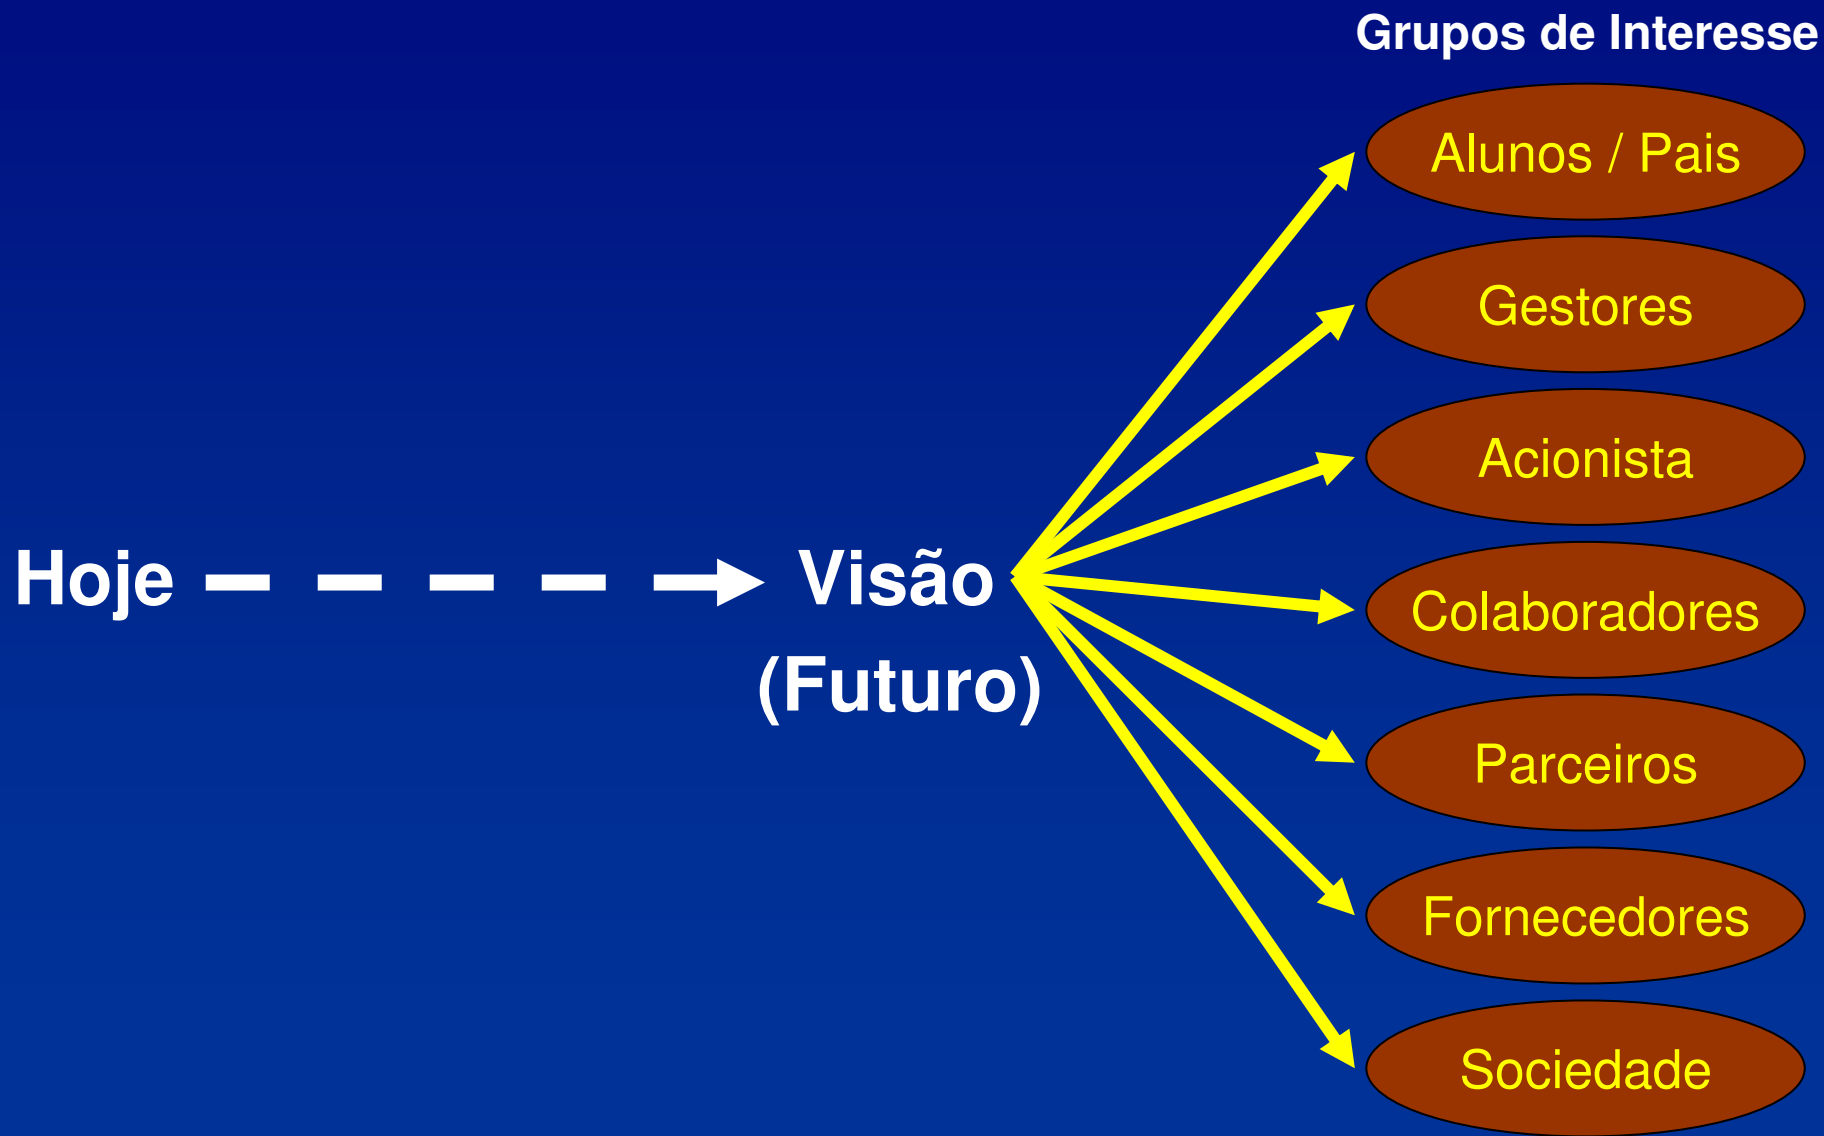 Grupos de Interesse
Alunos / Pais
Gestores
Acionista
Hoje
Visão
(Futuro)
Colaboradores
Parceiros
Fornecedores
Sociedade